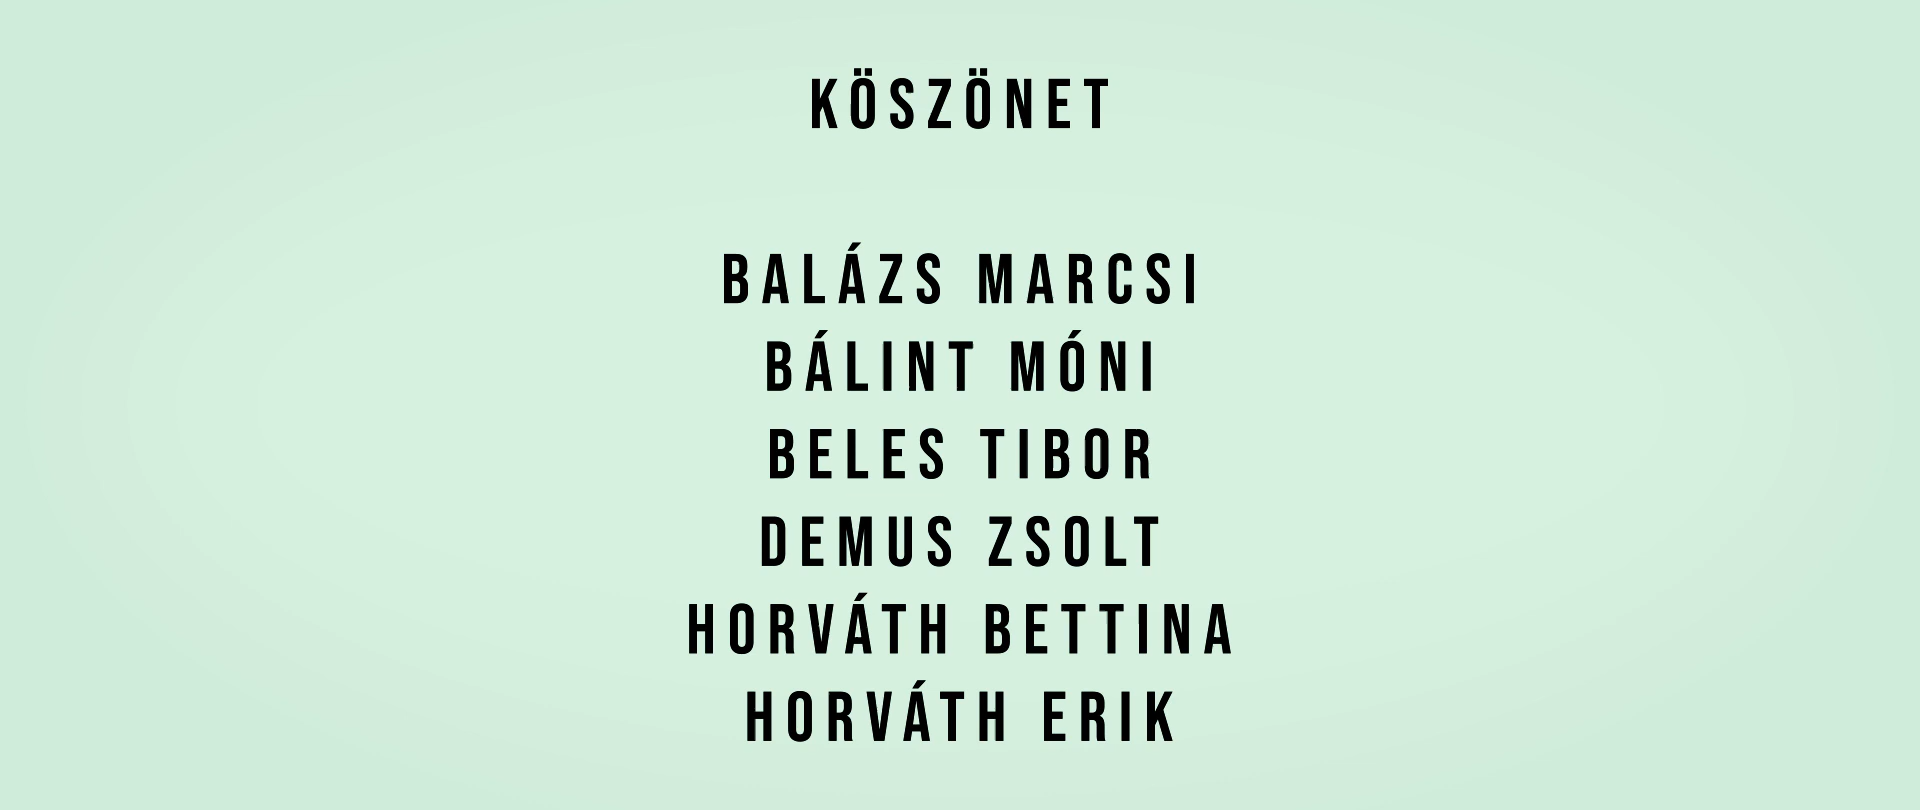 KÖSZÖNET
BALÁZS MARCSI
BÁLINT MÓNI
BELES TIBOR
DEMUS ZSOLT
HORVÁTH BETTINA
HORVÁTH ERIK